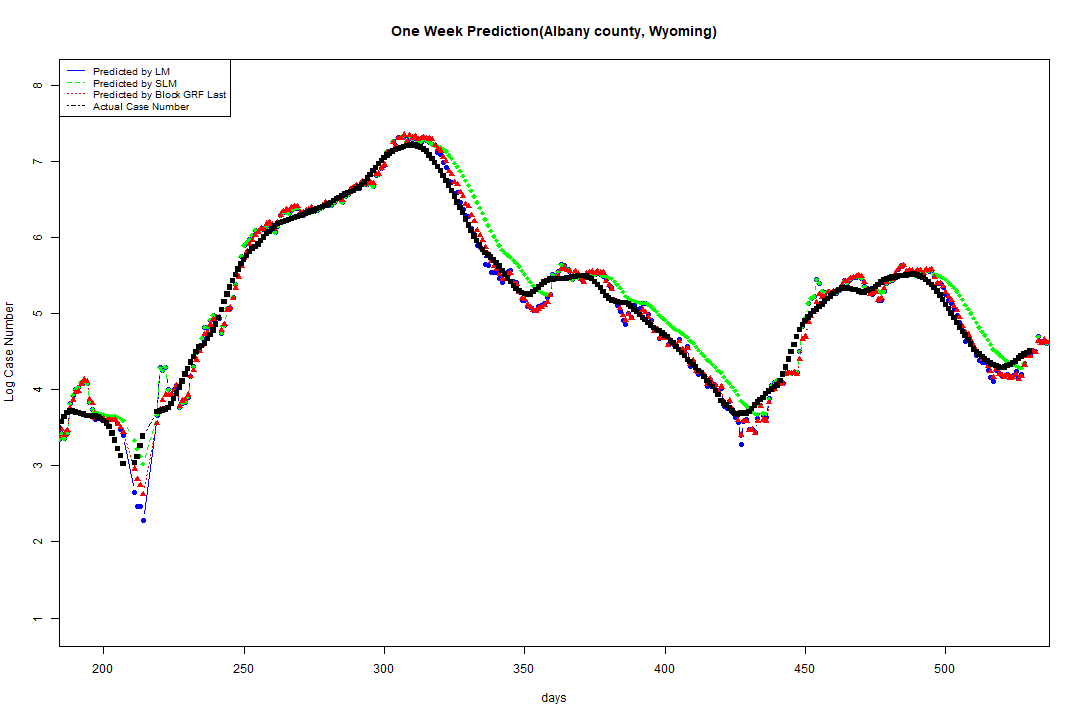 One Week Prediction(Albany county, Wyoming)
Predicted by LM
Predicted by SLM
Predicted by Block GRF Last
Actual Case Number
8
7
6
5
4
3
2
1
Log Case Number
200 250 300 350 400 450 500
days